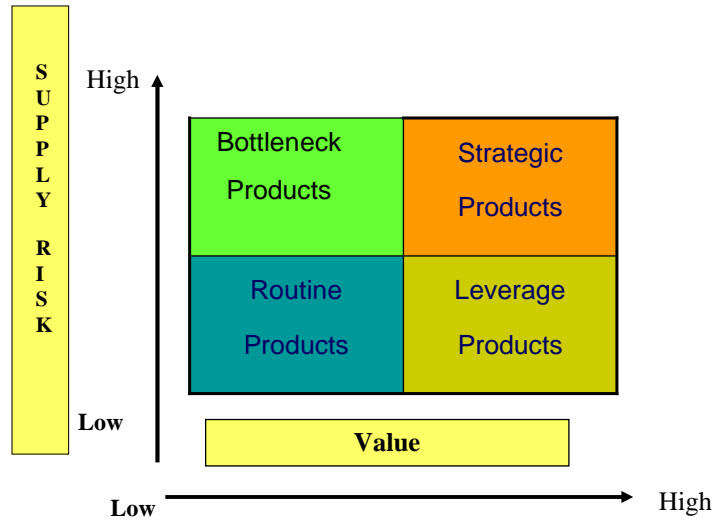 SUPPLY RISK
High
Bottleneck
Products
Strategic
Products
Routine
Products
Leverage
Products
Low
Value
Low
High